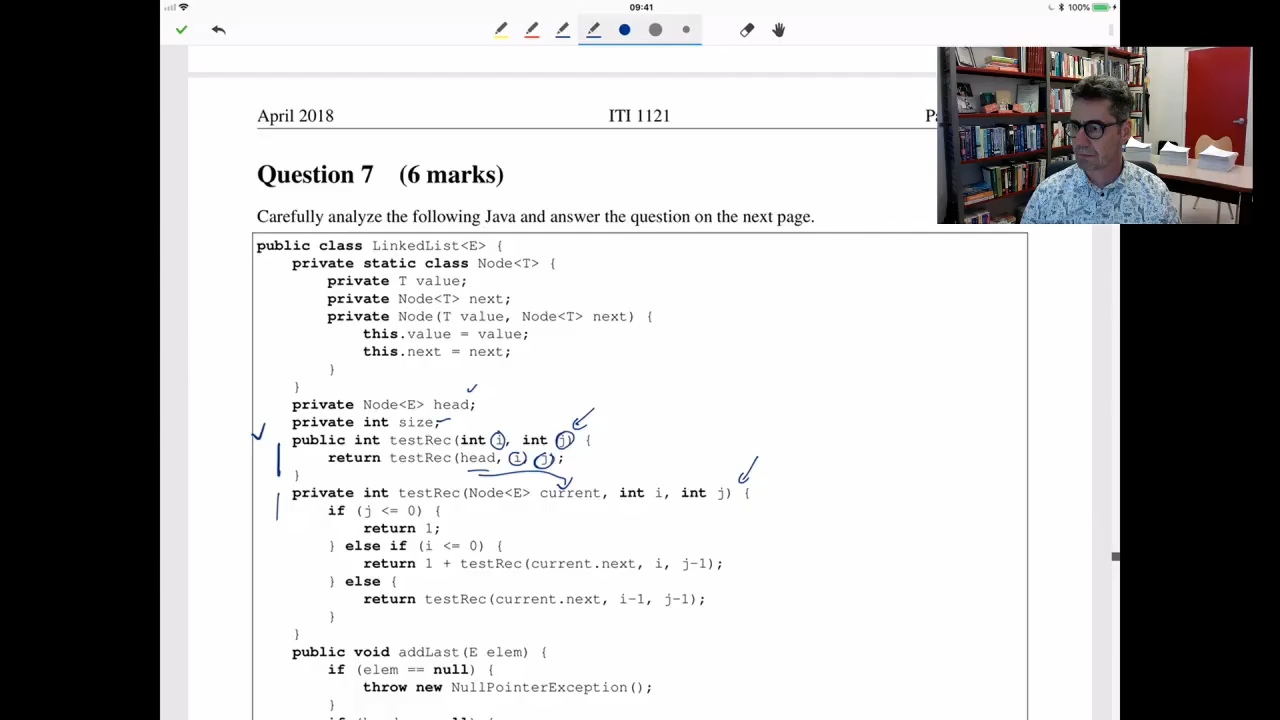 09:41
100%
April 2018 ITI 1121
Question 7 (6 marks)
Carefully analyze the following Java and answer the question on the next page.
public class LinkedList<E> {
private static class Node<T> {
private T value;
private Node<T> next;
private Node(T value, Node<T> next) {
this.value = value;
this.next = next;
}
}
private Node<E> head;
private int size;
public int testRec(int i, int j) {
return testRec(head, i, j);
}
private int testRec(Node<E> current, int i, int j) {
if (j <= 0) {
return 1;
} else if (i <= 0) {
return 1 + testRec(current.next, i, j-1);
} else {
return testRec(current.next, i-1, j-1);
}
}
public void addLast(E elem) {
if (elem == null) {
throw new NullPointerException();
}